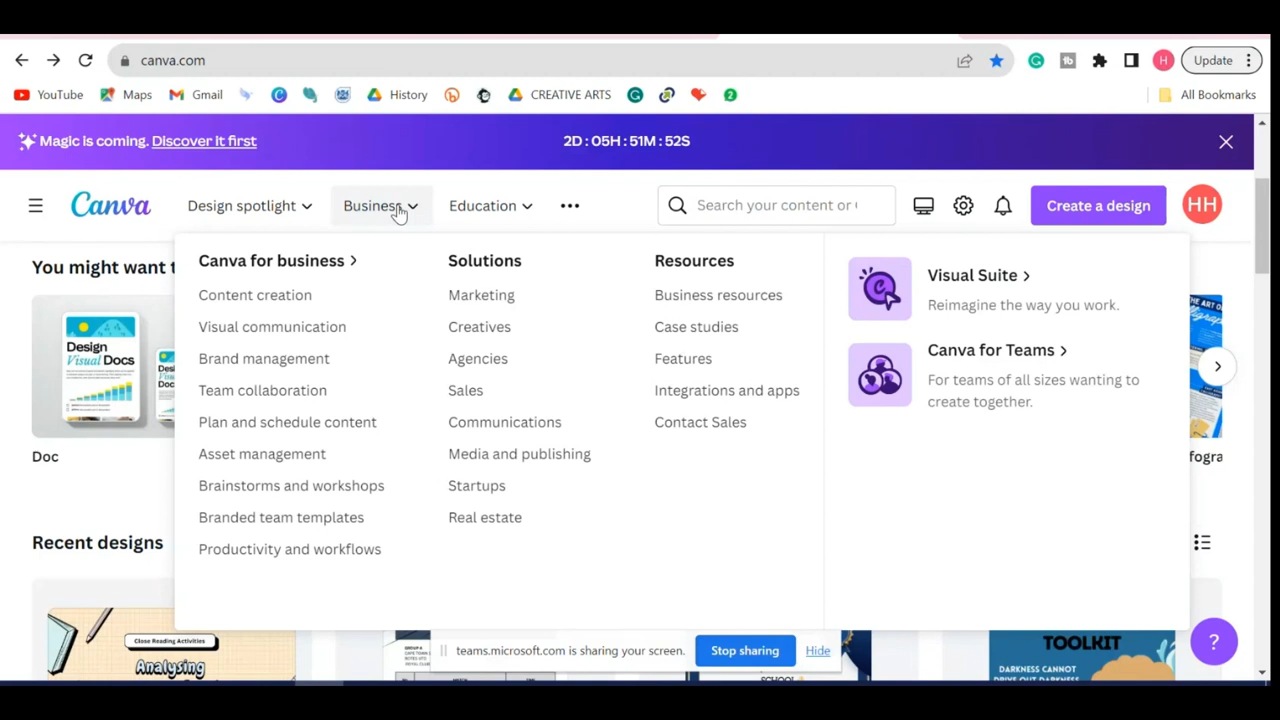 canva.com
H
Update
YouTube
Maps
Gmail
History
CREATIVE ARTS
All Bookmarks
Magic is coming. Discover it first
2D : 05H : 51M : 52S
Canva
Design spotlight
Business
Education
Search your content or
Create a design
HH
You might want t
Canva for business
Content creation
Visual communication
Brand management
Team collaboration
Plan and schedule content
Asset management
Brainstorms and workshops
Branded team templates
Productivity and workflows
Solutions
Marketing
Creatives
Agencies
Sales
Communications
Media and publishing
Startups
Real estate
Resources
Business resources
Case studies
Features
Integrations and apps
Contact Sales
Visual Suite
Reimagine the way you work.
Canva for Teams
For teams of all sizes wanting to
create together.
Design
Visual Docs
THE ART OF
Doc
fogra
Recent designs
Close Reading Activities
Analysing
teams.microsoft.com is sharing your screen.
Stop sharing
Hide
TOOLKIT
DARKNESS CANNOT
DRIVE OUT DARKNESS
?